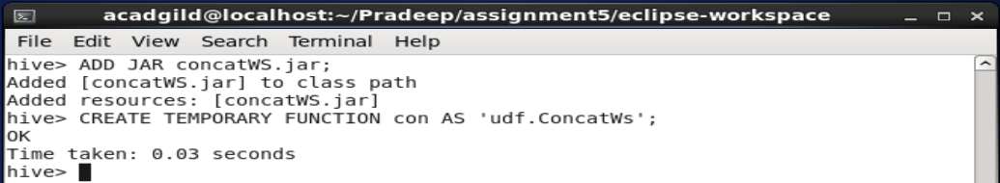 acadgild@localhost:~/Pradeep/assignment5/eclipse-workspace
File Edit View Search Terminal Help
hive> ADD JAR concatWS.jar;
Added [concatWS.jar] to class path
Added resources: [concatWS.jar]
hive> CREATE TEMPORARY FUNCTION con AS 'udf.ConcatWs';
OK
Time taken: 0.03 seconds
hive>